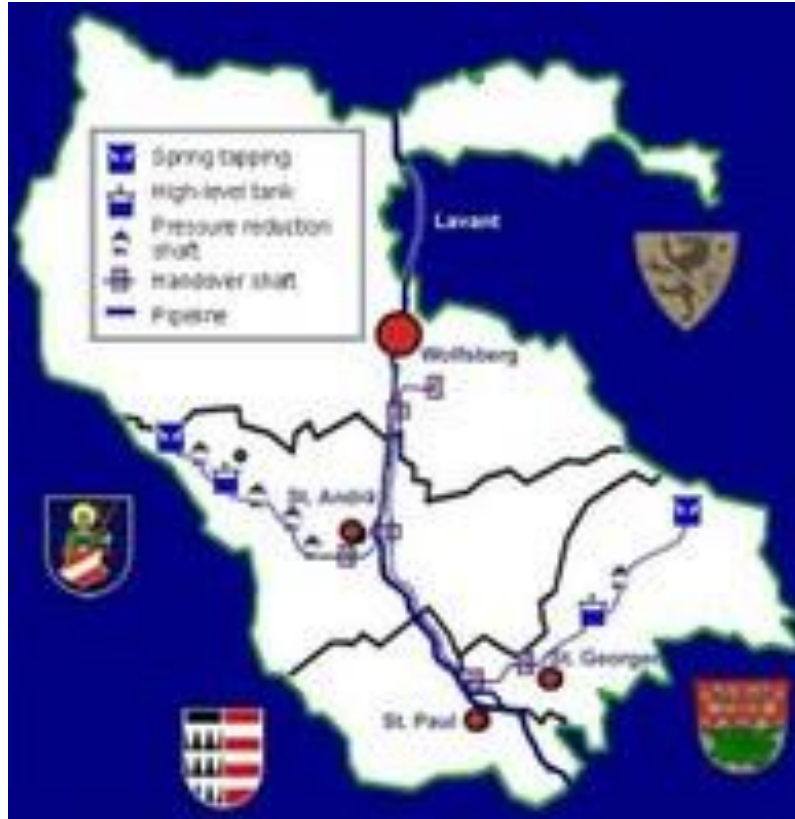 Spring tapping
High-level tank
Pressure reduction
shaft
Handover shaft
Pipeline
Lavant
Wolfsberg
St. Andrä
St. Georgen
St. Paul